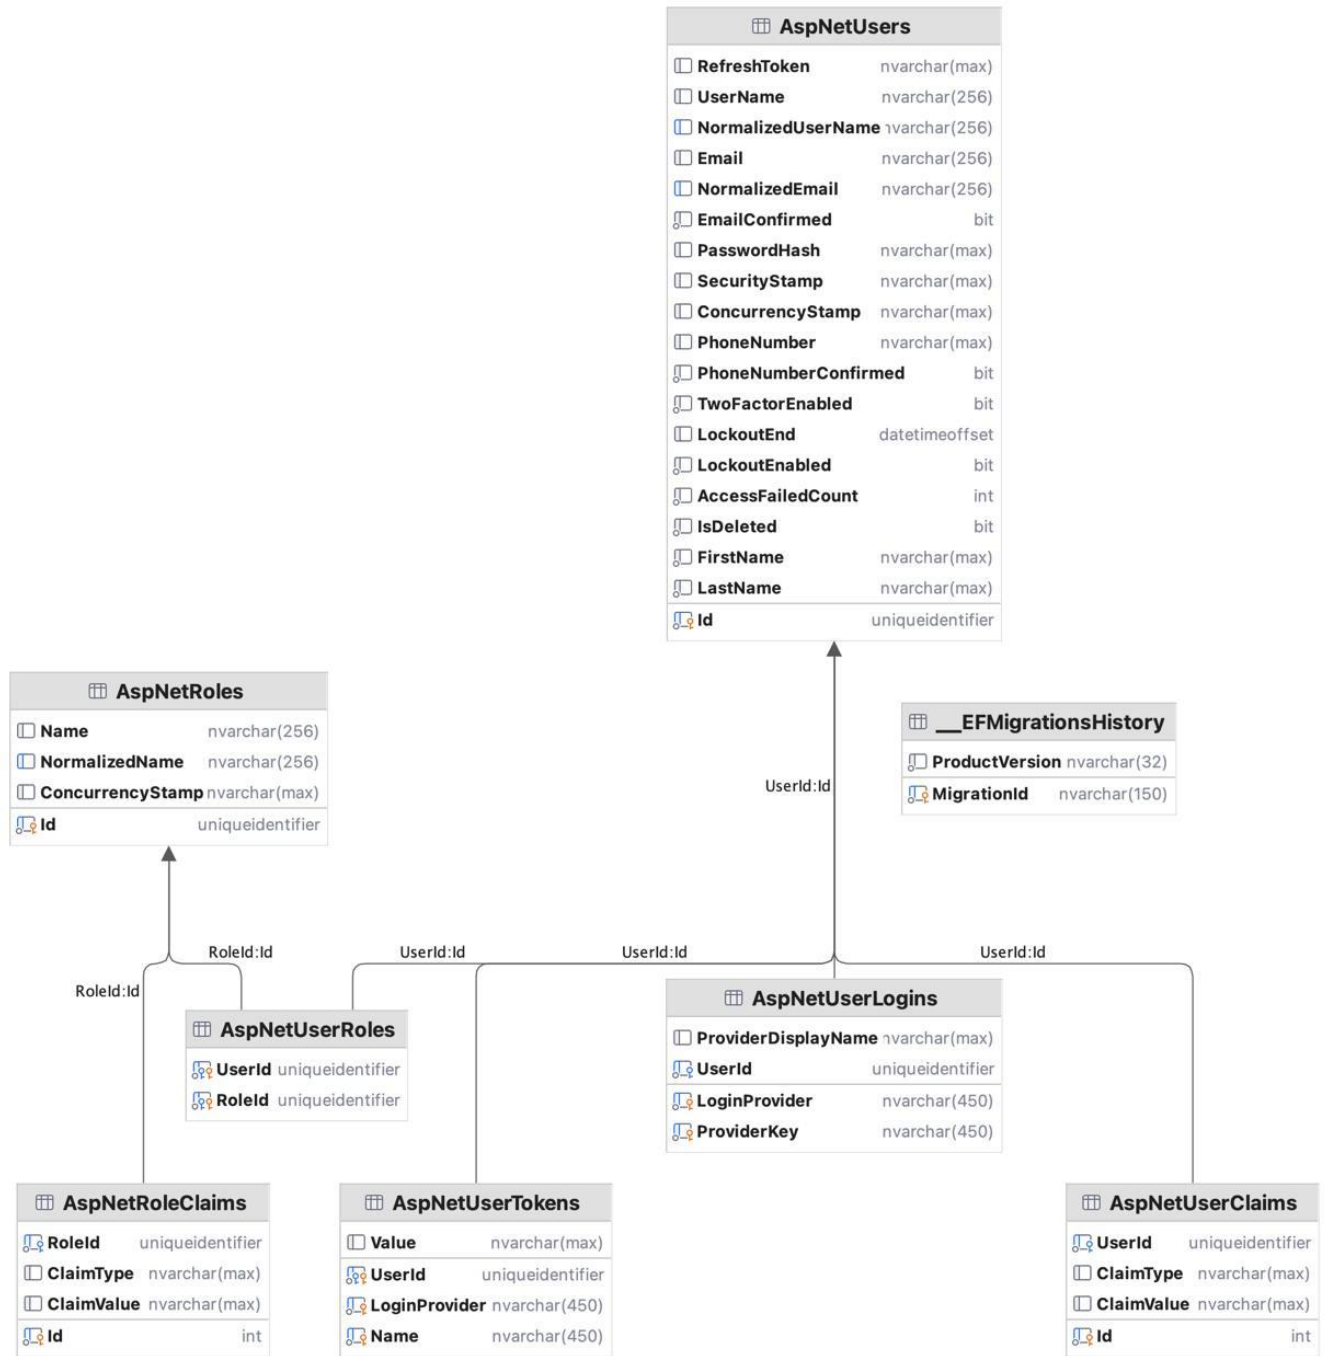 AspNetUsers
RefreshToken nvarchar(max)
UserName nvarchar(256)
NormalizedUserName nvarchar(256)
Email nvarchar(256)
NormalizedEmail nvarchar(256)
EmailConfirmed bit
PasswordHash nvarchar(max)
SecurityStamp nvarchar(max)
ConcurrencyStamp nvarchar(max)
PhoneNumber nvarchar(max)
PhoneNumberConfirmed bit
TwoFactorEnabled bit
LockoutEnd datetimeoffset
LockoutEnabled bit
AccessFailedCount int
IsDeleted bit
FirstName nvarchar(max)
LastName nvarchar(max)
Id uniqueidentifier
AspNetRoles
Name nvarchar(256)
NormalizedName nvarchar(256)
ConcurrencyStamp nvarchar(max)
Id uniqueidentifier
__EFMigrationsHistory
ProductVersion nvarchar(32)
MigrationId nvarchar(150)
UserId:Id
RoleId:Id
UserId:Id
UserId:Id
UserId:Id
RoleId:Id
AspNetUserRoles
UserId uniqueidentifier
RoleId uniqueidentifier
AspNetUserLogins
ProviderDisplayName nvarchar(max)
UserId uniqueidentifier
LoginProvider nvarchar(450)
ProviderKey nvarchar(450)
AspNetRoleClaims
RoleId uniqueidentifier
ClaimType nvarchar(max)
ClaimValue nvarchar(max)
Id int
AspNetUserTokens
Value nvarchar(max)
UserId uniqueidentifier
LoginProvider nvarchar(450)
Name nvarchar(450)
AspNetUserClaims
UserId uniqueidentifier
ClaimType nvarchar(max)
ClaimValue nvarchar(max)
Id int